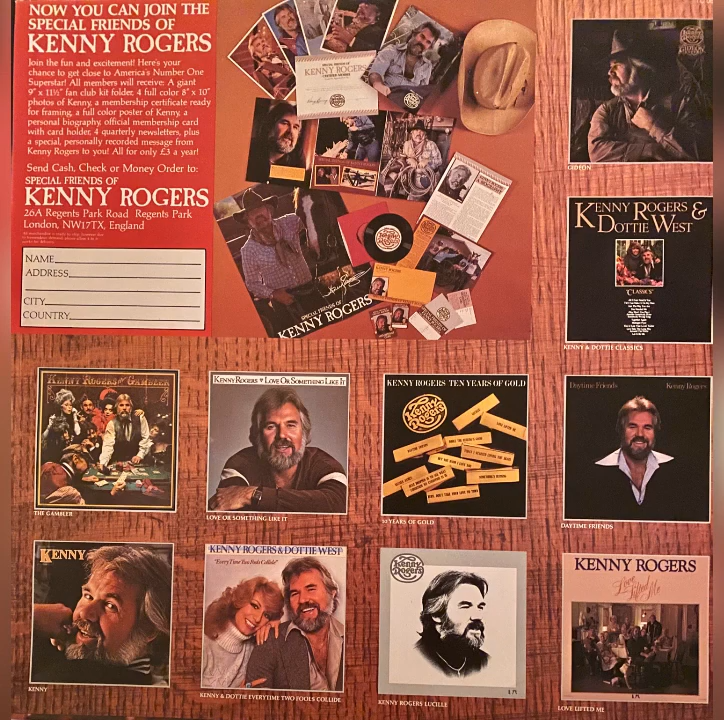 NOW YOU CAN JOIN THE
SPECIAL FRIENDS OF
KENNY ROGERS
Join the fun and excitement! Here's your
chance to get close to America's Number One
Superstar! All members will receive: A giant
9" x 11½" fan club kit folder, 4 full color 8" x 10"
photos of Kenny, a membership certificate ready
for framing, a full color poster of Kenny, a
personal biography, official membership card
with card holder, 4 quarterly newsletters, plus
a special, personally recorded message from
Kenny Rogers to you! All for only £3 a year!
Send Cash, Check or Money Order to:
SPECIAL FRIENDS OF
KENNY ROGERS
26A Regents Park Road Regents Park
London, NW17TX, England
NAME
ADDRESS
CITY
COUNTRY
KENNY ROGERS
SPECIAL FRIENDS OF
KENNY ROGERS
GIDEON
GIDEON
KENNY ROGERS &
DOTTIE WEST
"CLASSICS"
KENNY & DOTTIE CLASSICS
KENNY ROGERS THE GAMBLER
THE GAMBLER
KENNY ROGERS LOVE OR SOMETHING LIKE IT
LOVE OR SOMETHING LIKE IT
KENNY ROGERS TEN YEARS OF GOLD
Kenny Rogers
10 YEARS OF GOLD
Daytime Friends Kenny Rogers
DAYTIME FRIENDS
KENNY
KENNY
KENNY ROGERS & DOTTIE WEST
"Every Time Two Fools Collide"
KENNY & DOTTIE EVERYTIME TWO FOOLS COLLIDE
Kenny Rogers
KENNY ROGERS LUCILLE
KENNY ROGERS
Love Lifted Me
LOVE LIFTED ME